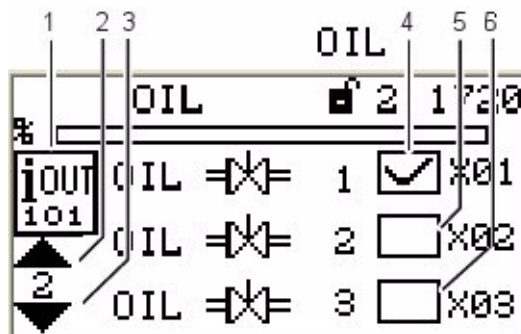 1 2 3 4 5 6
OIL
OIL 2 1720
%
iOUT OIL 1 X01
101
OIL 2 X02
2
OIL 3 X03